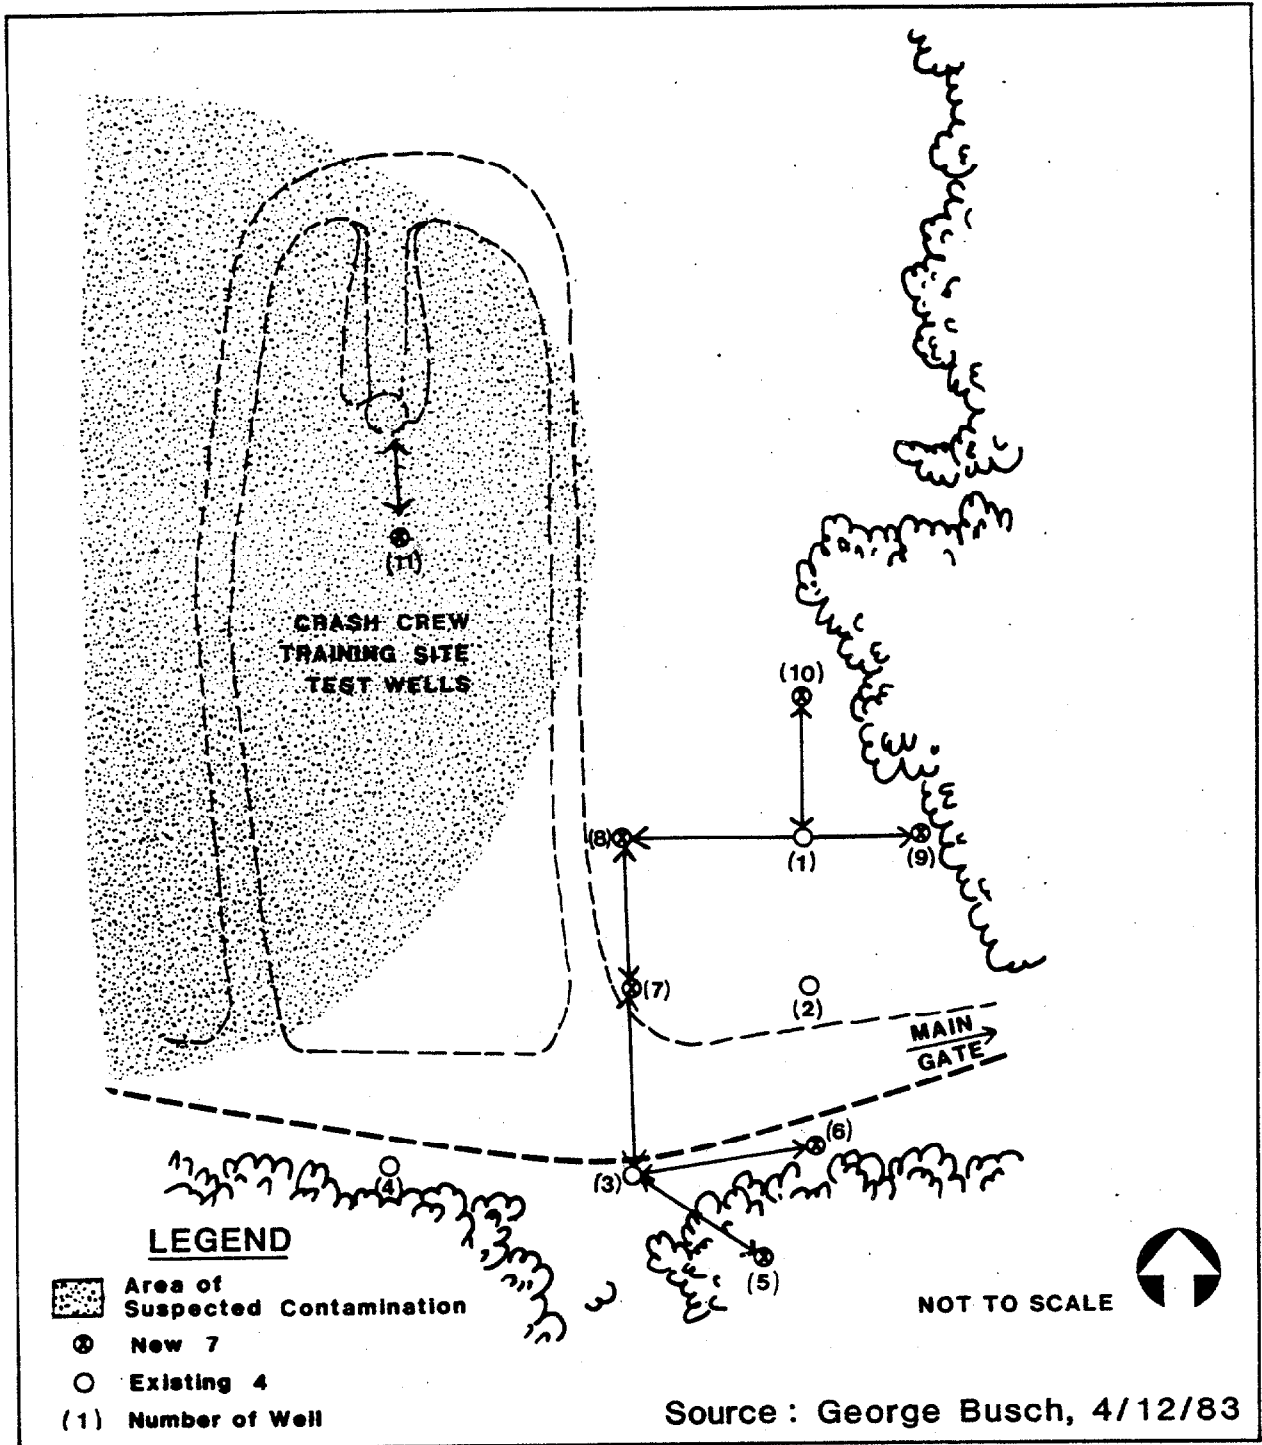 (11)
CRASH CREW
TRAINING SITE
TEST WELLS
(10)
(8)
(1)
(9)
(7)
(2)
MAIN
GATE
(6)
(3)
(4)
(5)
LEGEND
Area of
Suspected Contamination
New 7
Existing 4
(1) Number of Well
NOT TO SCALE
Source : George Busch, 4/12/83